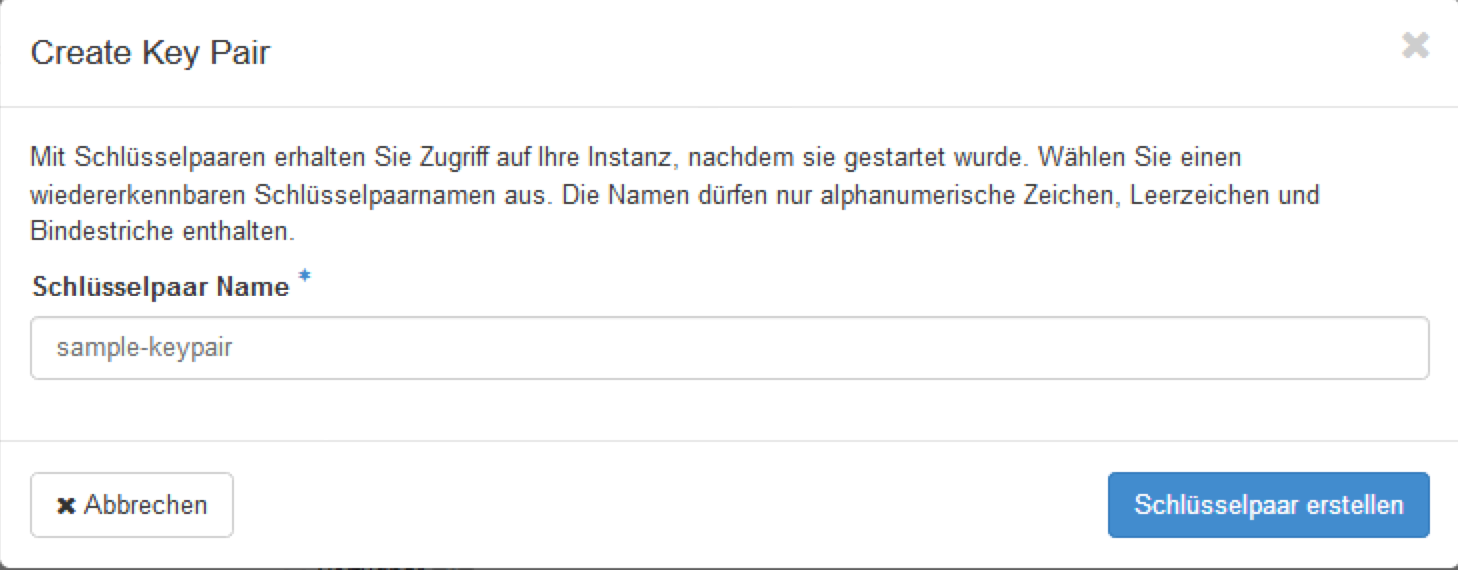 Create Key Pair
Mit Schlüsselpaaren erhalten Sie Zugriff auf Ihre Instanz, nachdem sie gestartet wurde. Wählen Sie einen
wiedererkennbaren Schlüsselpaarnamen aus. Die Namen dürfen nur alphanumerische Zeichen, Leerzeichen und
Bindestriche enthalten.
Schlüsselpaar Name *
sample-keypair
Abbrechen
Schlüsselpaar erstellen